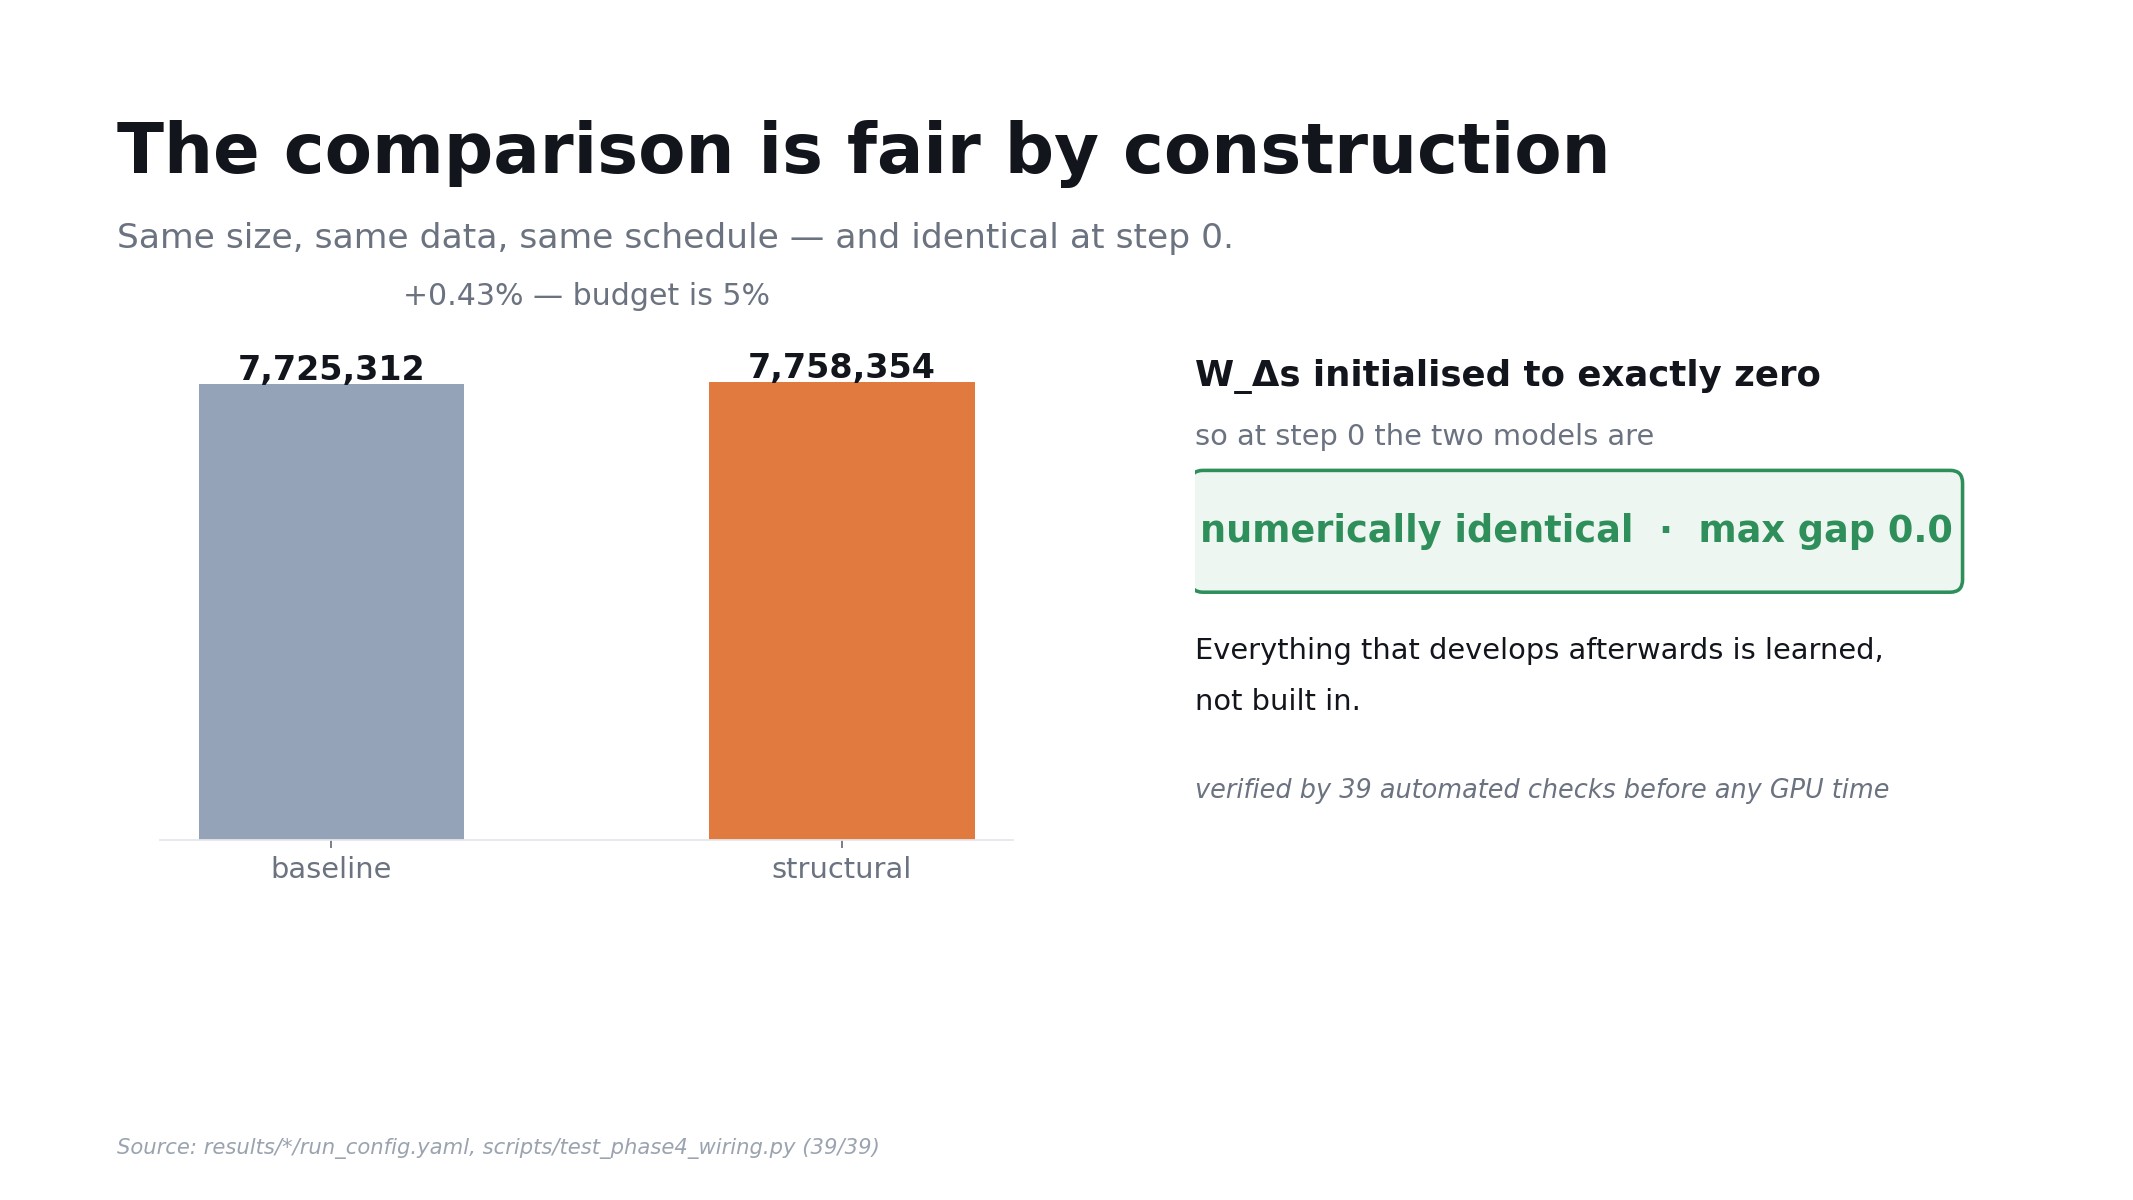 The comparison is fair by construction
Same size, same data, same schedule — and identical at step 0.
+0.43% — budget is 5%
7,725,312
7,758,354
baseline
structural
W_Δs initialised to exactly zero
so at step 0 the two models are
numerically identical · max gap 0.0
Everything that develops afterwards is learned,
not built in.
verified by 39 automated checks before any GPU time
Source: results/*/run_config.yaml, scripts/test_phase4_wiring.py (39/39)